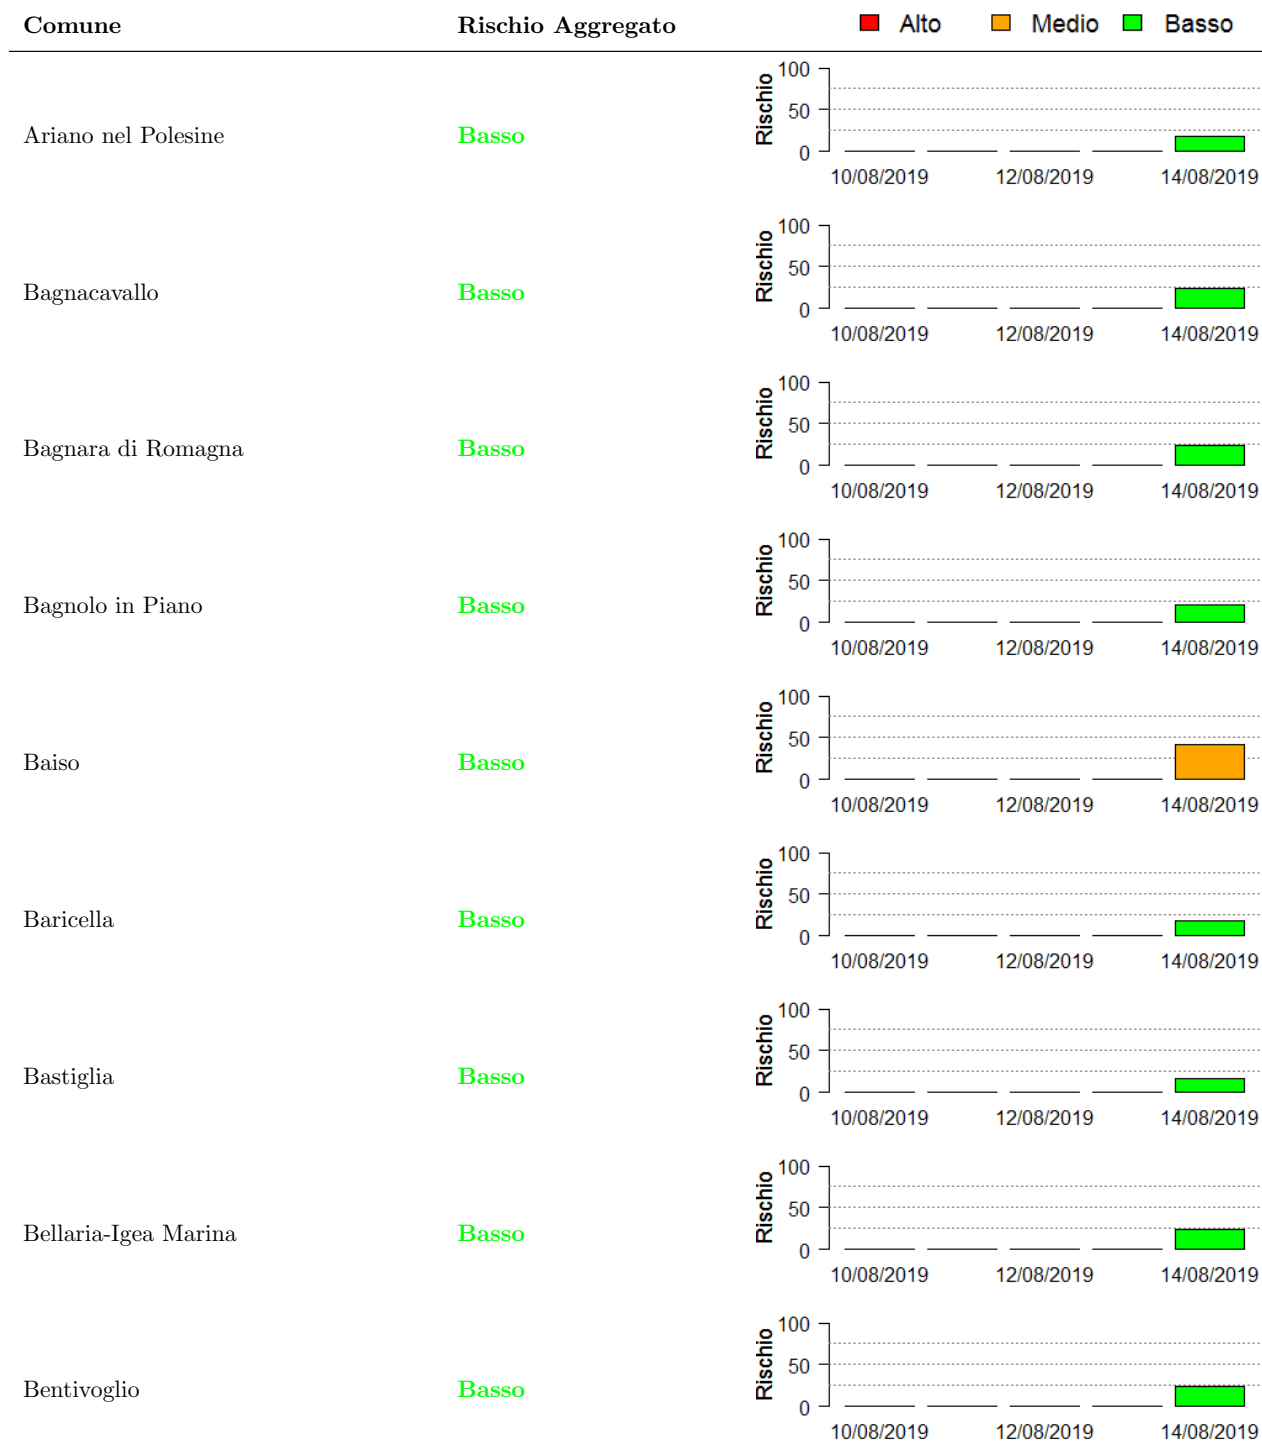 Comune Rischio Aggregato Alto Medio Basso
100
50
0
Rischio
Ariano nel Polesine Basso
10/08/2019 12/08/2019 14/08/2019
100
50
0
Rischio
Bagnacavallo Basso
10/08/2019 12/08/2019 14/08/2019
100
50
0
Rischio
Bagnara di Romagna Basso
10/08/2019 12/08/2019 14/08/2019
100
50
0
Rischio
Bagnolo in Piano Basso
10/08/2019 12/08/2019 14/08/2019
100
50
0
Rischio
Baiso Basso
10/08/2019 12/08/2019 14/08/2019
100
50
0
Rischio
Baricella Basso
10/08/2019 12/08/2019 14/08/2019
100
50
0
Rischio
Bastiglia Basso
10/08/2019 12/08/2019 14/08/2019
100
50
0
Rischio
Bellaria-Igea Marina Basso
10/08/2019 12/08/2019 14/08/2019
100
50
0
Rischio
Bentivoglio Basso
10/08/2019 12/08/2019 14/08/2019